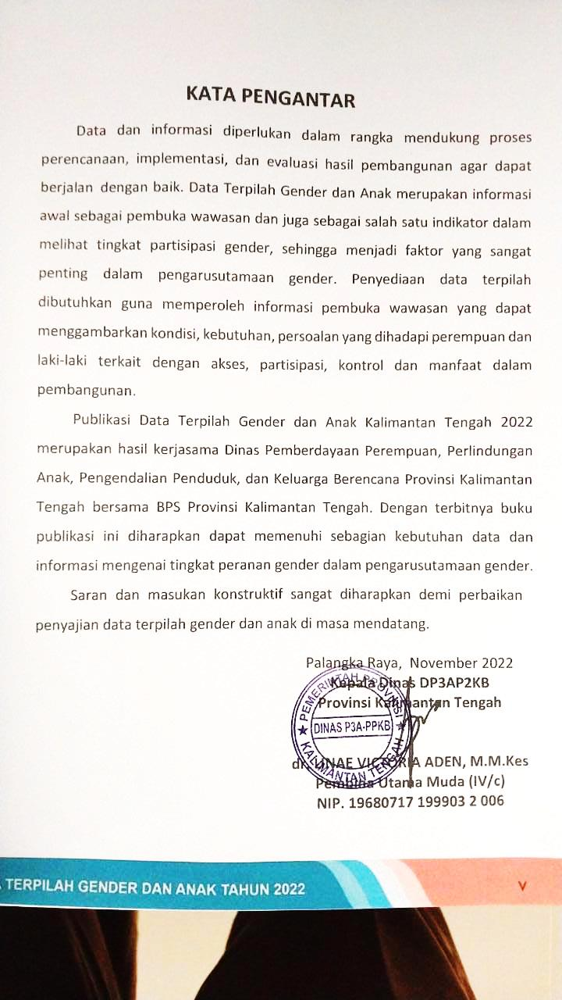 KATA PENGANTAR
Data dan informasi diperlukan dalam rangka mendukung proses
perencanaan, implementasi, dan evaluasi hasil pembangunan agar dapat
berjalan dengan baik. Data Terpilah Gender dan Anak merupakan informasi
awal sebagai pembuka wawasan dan juga sebagai salah satu indikator dalam
melihat tingkat partisipasi gender, sehingga menjadi faktor yang sangat
penting dalam pengarusutamaan gender. Penyediaan data terpilah
dibutuhkan guna memperoleh informasi pembuka wawasan yang dapat
menggambarkan kondisi, kebutuhan, persoalan yang dihadapi perempuan dan
laki-laki terkait dengan akses, partisipasi, kontrol dan manfaat dalam
pembangunan.
Publikasi Data Terpilah Gender dan Anak Kalimantan Tengah 2022
merupakan hasil kerjasama Dinas Pemberdayaan Perempuan, Perlindungan
Anak, Pengendalian Penduduk, dan Keluarga Berencana Provinsi Kalimantan
Tengah bersama BPS Provinsi Kalimantan Tengah. Dengan terbitnya buku
publikasi ini diharapkan dapat memenuhi sebagian kebutuhan data dan
informasi mengenai tingkat peranan gender dalam pengarusutamaan gender.
Saran dan masukan konstruktif sangat diharapkan demi perbaikan
penyajian data terpilah gender dan anak di masa mendatang.
Palangka Raya, November 2022
Kepala Dinas DP3AP2KB
Provinsi Kalimantan Tengah
PEMERINTAH PROVINSI
DINAS P3A-PPKB
KALIMANTAN TENGAH
dr. LINAE VICTORIA ADEN, M.M.Kes
Pembina Utama Muda (IV/c)
NIP. 19680717 199903 2 006
TERPILAH GENDER DAN ANAK TAHUN 2022
V